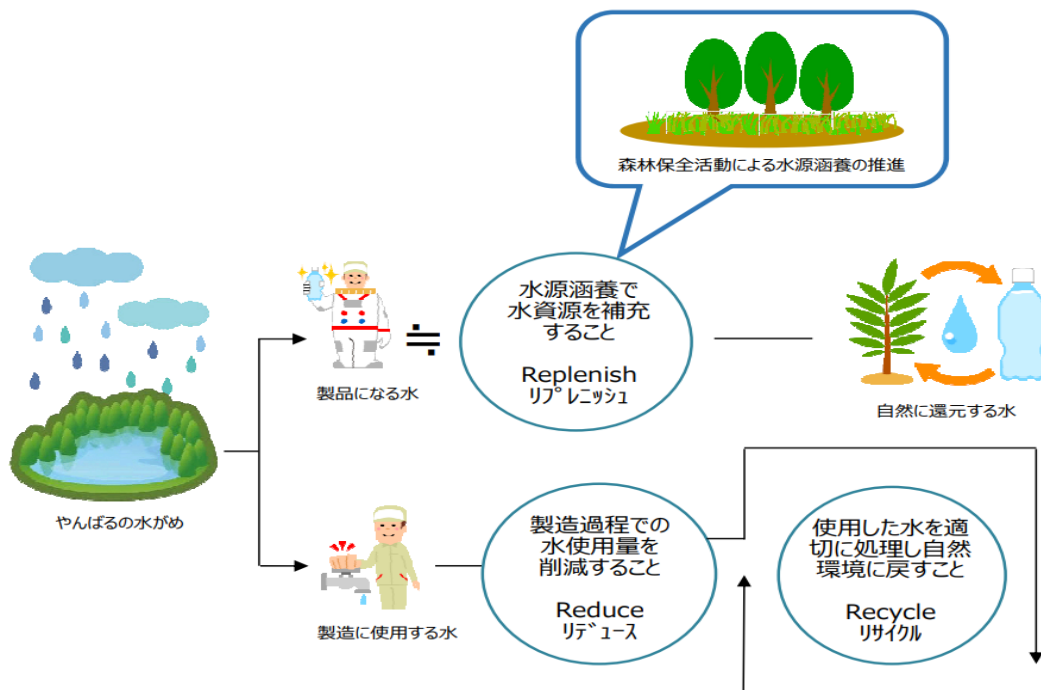 森林保全活動による水源涵養の推進
水源涵養で
水資源を補充
すること
Replenish
ﾘﾌﾟﾚﾆｯｼｭ
≒
製品になる水
自然に還元する水
やんばるの水がめ
製造過程での
水使用量を
削減すること
Reduce
ﾘﾃﾞｭｰｽ
使用した水を適
切に処理し自然
環境に戻すこと
Recycle
ﾘｻｲｸﾙ
製造に使用する水